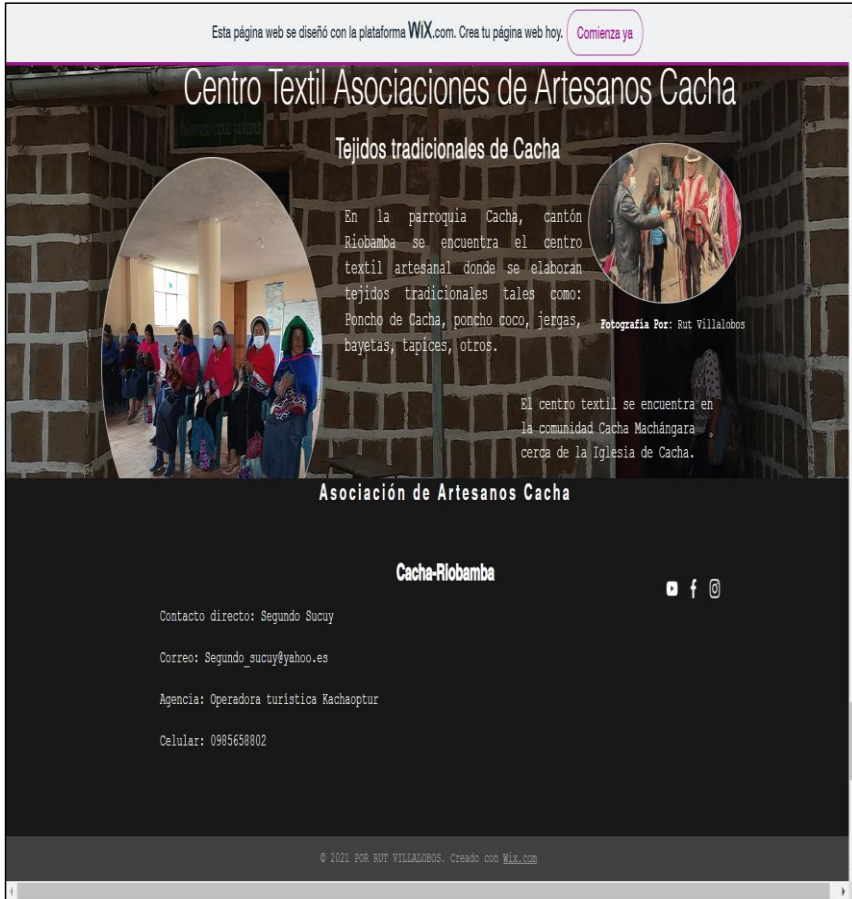 Esta página web se diseñó con la plataforma WiX.com. Crea tu página web hoy. Comienza ya
Centro Textil Asociaciones de Artesanos Cacha
Tejidos tradicionales de Cacha
En la parroquia Cacha, cantón
Riobamba se encuentra el centro
textil artesanal donde se elaboran
tejidos tradicionales tales como:
Poncho de Cacha, poncho coco, jergas,
bayetas, tapices, otros.
Fotografía Por: Rut Villalobos
El centro textil se encuentra en
la comunidad Cacha Machángara
cerca de la Iglesia de Cacha.
Asociación de Artesanos Cacha
Cacha-Riobamba
Contacto directo: Segundo Sucuy
Correo: Segundo_sucuy@yahoo.es
Agencia: Operadora turística Kachaoptur
Celular: 0985658802
© 2021 POR RUT VILLALOBOS. Creado con Wix.com